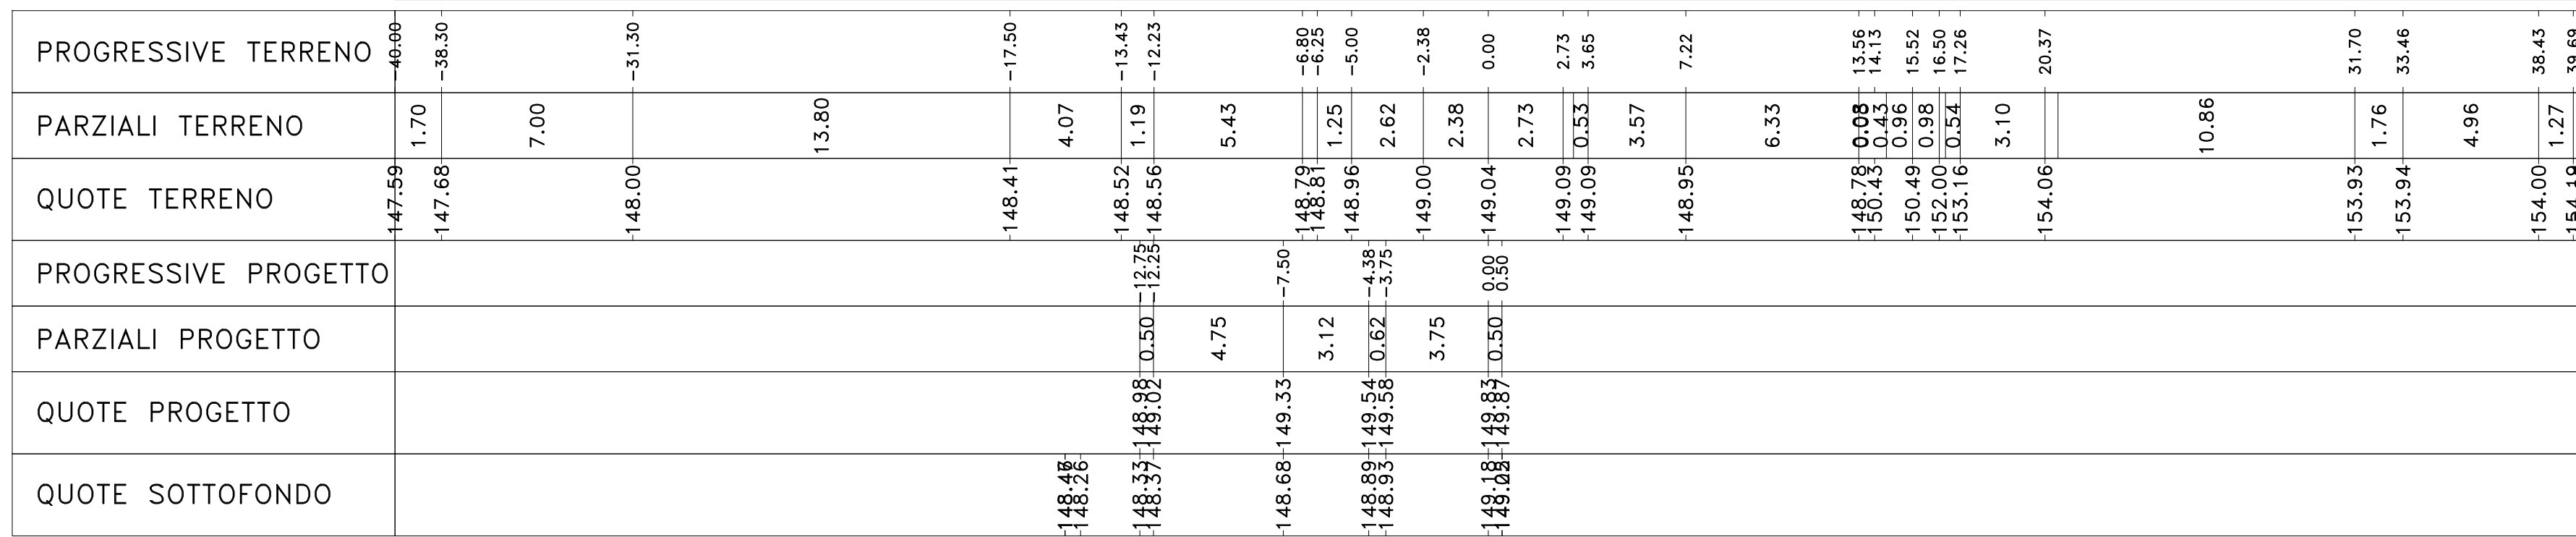 PROGRESSIVE TERRENO -40.00 -38.30 -31.30 -17.50 -13.43 -12.23 -6.80 -6.25 -5.00 -2.38 0.00 2.73 3.65 7.22 13.56 14.13 15.52 16.50 17.26 20.37 31.70 33.46 38.43
PARZIALI TERRENO 1.70 7.00 13.80 4.07 1.19 5.43 1.25 2.62 2.38 2.73 0.53 3.57 6.33 0.08 0.43 0.96 0.98 0.54 3.10 10.86 1.76 4.96 1.27
QUOTE TERRENO 147.59 147.68 148.00 148.41 148.52 148.56 148.79 148.81 148.96 149.00 149.04 149.09 149.09 148.95 148.78 150.43 150.49 152.00 153.16 154.06 153.93 153.94 154.00
PROGRESSIVE PROGETTO -12.75 -12.25 -7.50 -4.38 -3.75 0.00 0.50
PARZIALI PROGETTO 0.50 4.75 3.12 0.62 3.75 0.50
QUOTE PROGETTO 148.98 149.02 149.33 149.54 149.58 149.83 149.87
QUOTE SOTTOFONDO 148.26 148.33 148.37 148.68 148.89 148.93 149.18